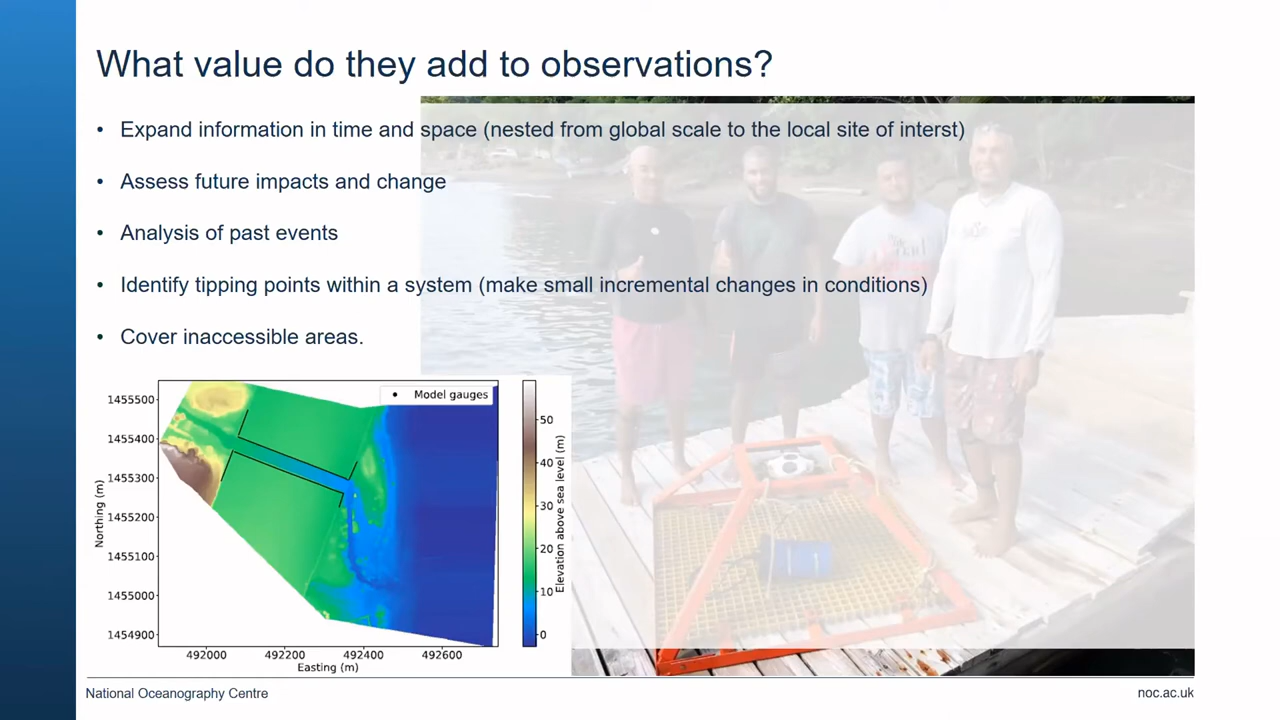 What value do they add to observations?
• Expand information in time and space (nested from global scale to the local site of interst)
• Assess future impacts and change
• Analysis of past events
• Identify tipping points within a system (make small incremental changes in conditions)
• Cover inaccessible areas.
Model gauges
1455500
1455400
1455300
1455200
1455100
1455000
1454900
Northing (m)
492000 492200 492400 492600
Easting (m)
50
40
30
20
10
0
Elevation above sea level (m)
National Oceanography Centre
noc.ac.uk